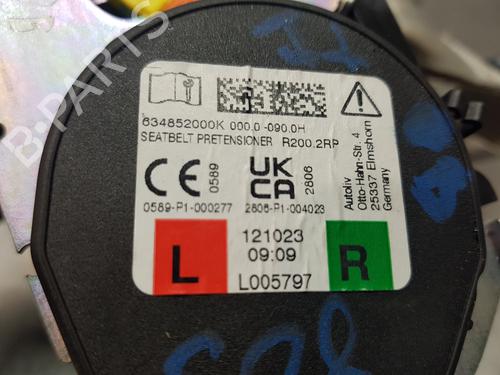 634852000K 000.0-090.0H
SEATBELT PRETENSIONER R200.2RP
CE 0589
UK CA 2806
0589-P1-000277 2806-P1-004023
Autoliv
Otto-Hahn-Str. 4
25337 Elmshorn
Germany
121023
09:09
L R
L005797
B-PARTS